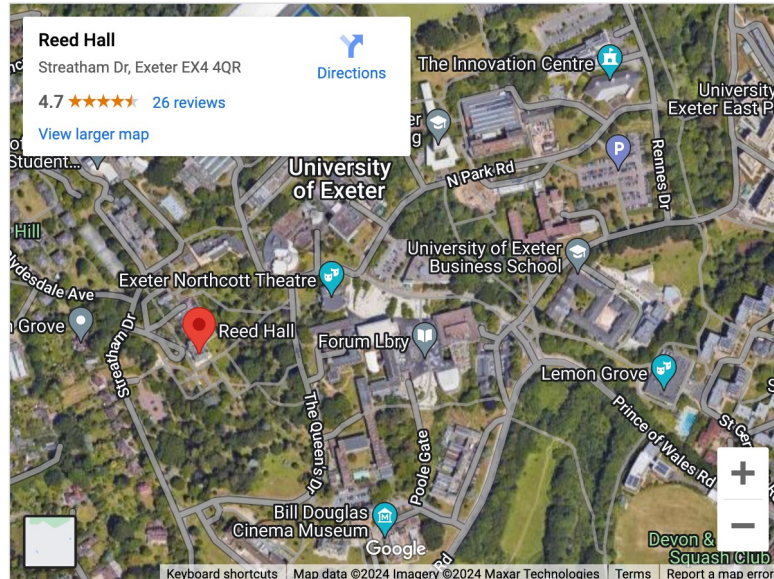 Reed Hall
Streatham Dr, Exeter EX4 4QR
Directions
4.7
26 reviews
View larger map
The Innovation Centre
University
Exeter East P
Student...
University
of Exeter
N Park Rd
P
Rennes Dr
Hill
University of Exeter
Business School
Exeter Northcott Theatre
lydesdale Ave
n Grove
Reed Hall
Forum Lbry
Streatham Dr
Lemon Grove
The Queen's Dr
Prince of Wales Rd
Poole Gate
St Ger
Bill Douglas
Cinema Museum
Rd
Google
Devon &
Squash Club
Keyboard shortcuts
Map data ©2024 Imagery ©2024 Maxar Technologies
Terms
Report a map error